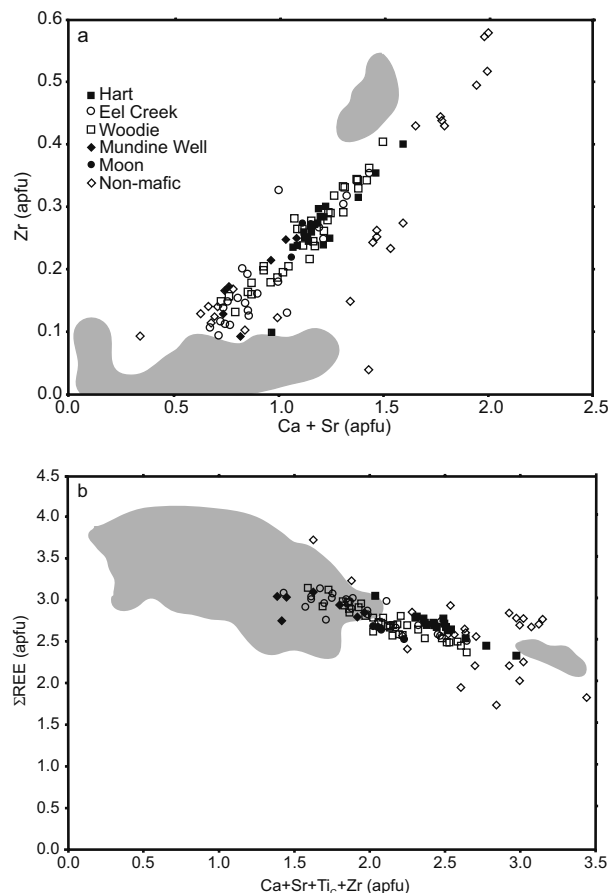 a
0.6
0.5
0.4
0.3
0.2
0.1
0.0
Zr (apfu)
Hart
Eel Creek
Woodie
Mundine Well
Moon
Non-mafic
0.0 0.5 1.0 1.5 2.0 2.5
Ca + Sr (apfu)
b
4.5
4.0
3.5
3.0
2.5
2.0
1.5
1.0
0.5
0.0
ΣREE (apfu)
0.0 0.5 1.0 1.5 2.0 2.5 3.0 3.5
Ca+Sr+Ti_C+Zr (apfu)